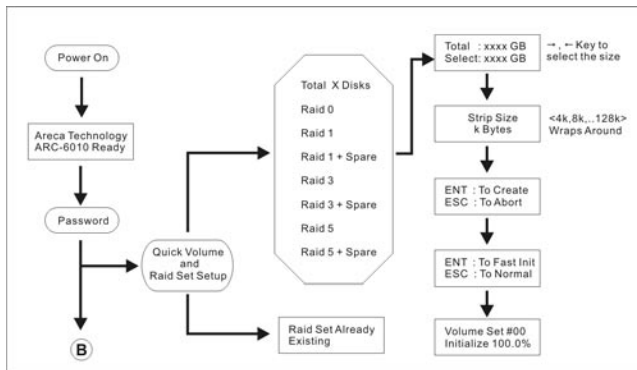 Power On
Areca Technology
ARC-6010 Ready
Password
B
Quick Volume
and
Raid Set Setup
Total X Disks
Raid 0
Raid 1
Raid 1 + Spare
Raid 3
Raid 3 + Spare
Raid 5
Raid 5 + Spare
Raid Set Already
Existing
Total : xxxx GB
Select: xxxx GB
→ , ← Key to
select the size
Strip Size
k Bytes
<4k,8k,..128k>
Wraps Around
ENT : To Create
ESC : To Abort
ENT : To Fast Init
ESC : To Normal
Volume Set #00
Initialize 100.0%